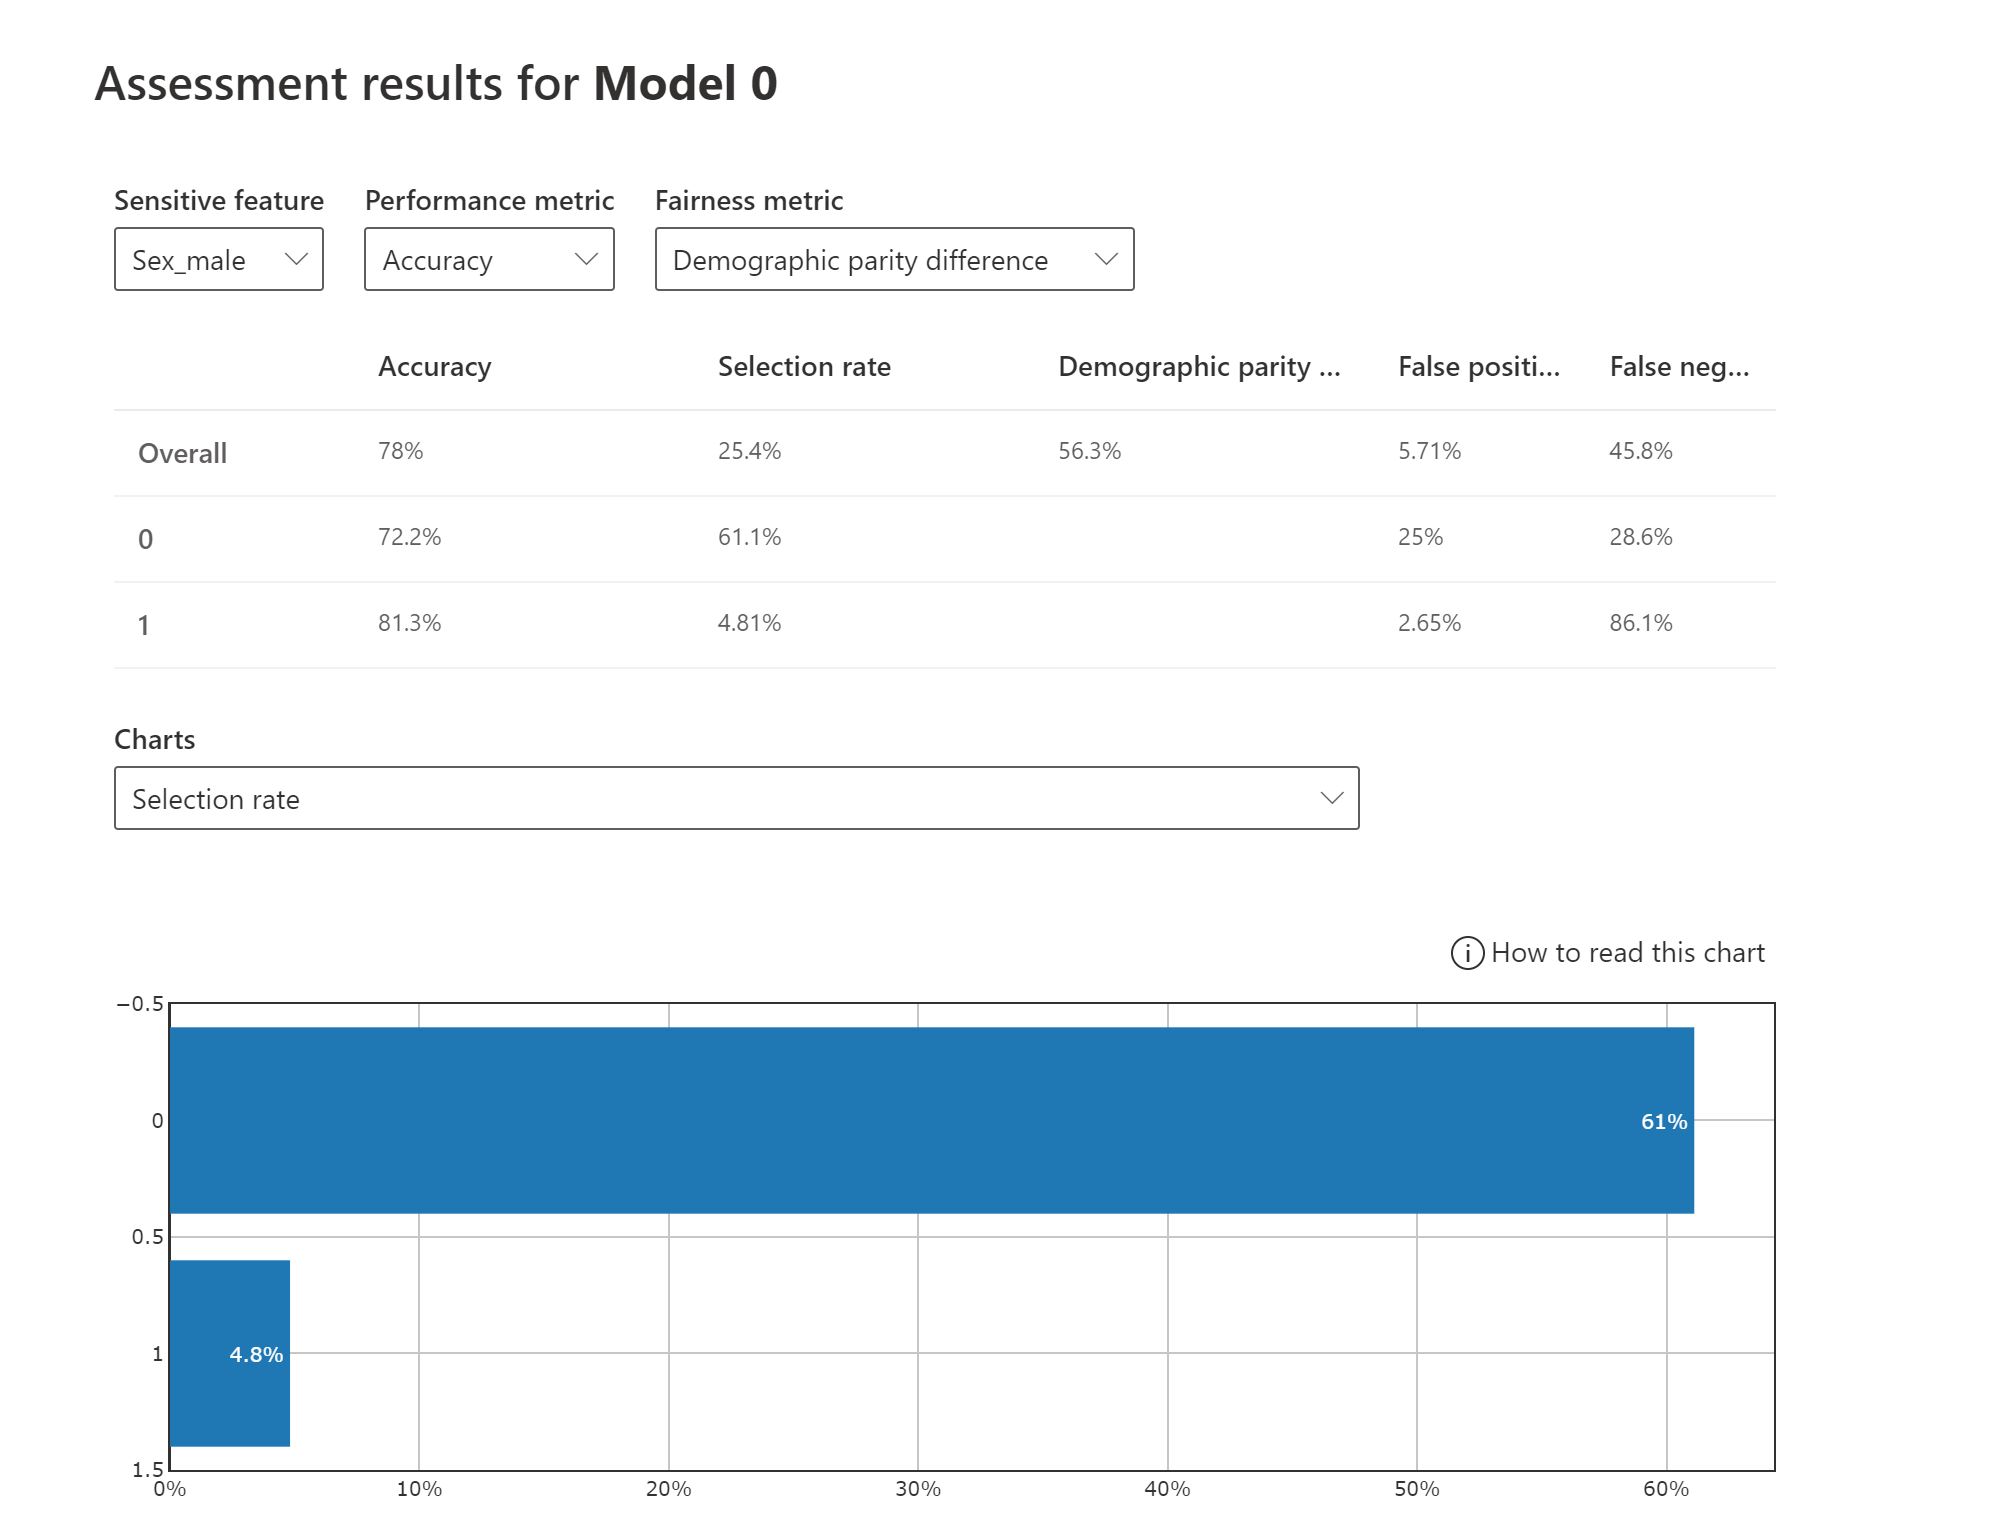 Assessment results for Model 0
Sensitive feature Performance metric Fairness metric
Sex_male Accuracy Demographic parity difference
Accuracy Selection rate Demographic parity ... False positi... False neg...
Overall 78% 25.4% 56.3% 5.71% 45.8%
0 72.2% 61.1% 25% 28.6%
1 81.3% 4.81% 2.65% 86.1%
Charts
Selection rate
How to read this chart
−0.5
0 61%
0.5
1 4.8%
1.5
0% 10% 20% 30% 40% 50% 60%